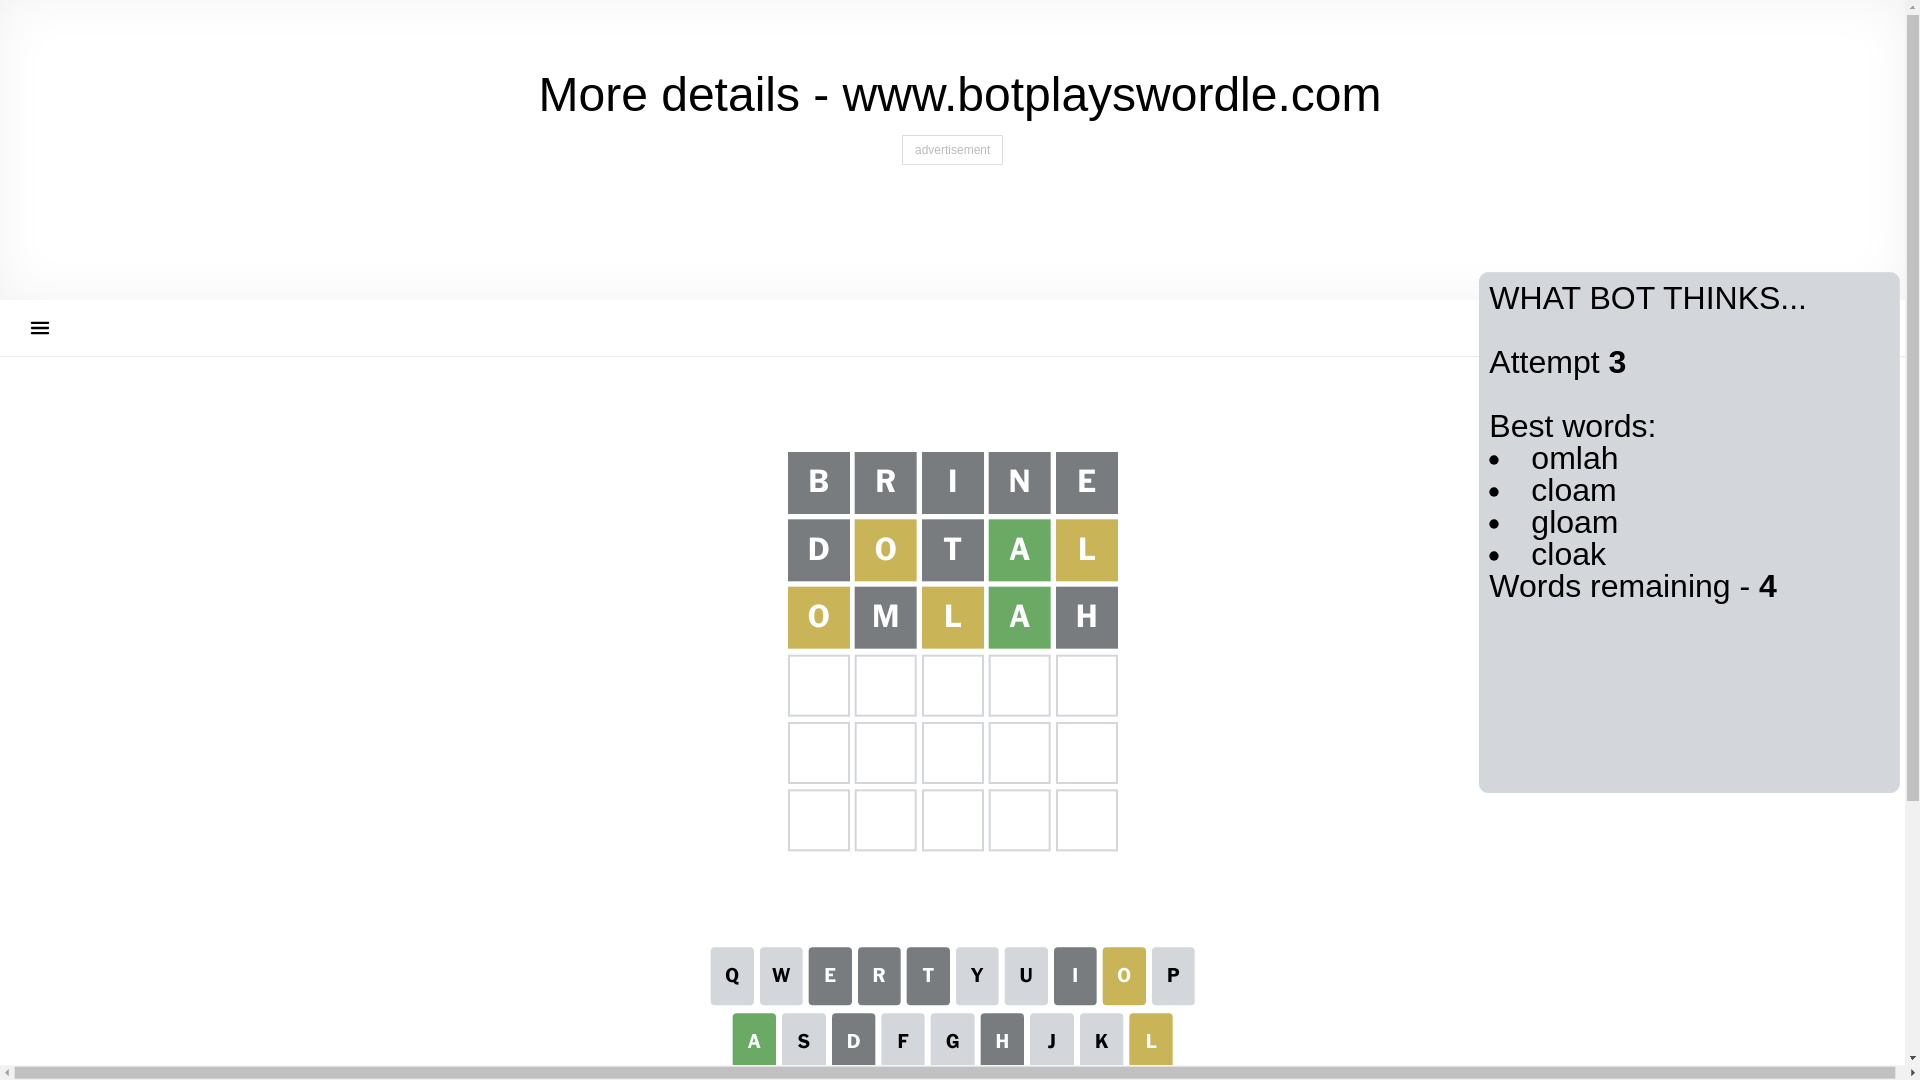 More details - www.botplayswordle.com
advertisement
WHAT BOT THINKS...
Attempt 3
Best words:
• omlah
• cloam
• gloam
• cloak
Words remaining - 4
B R I N E
D O T A L
O M L A H
Q W E R T Y U I O P
A S D F G H J K L